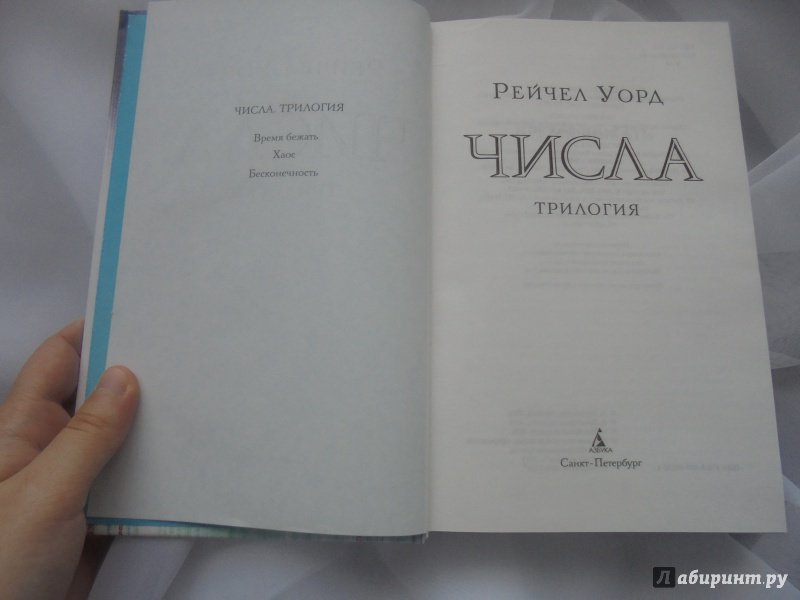 ЧИСЛА. ТРИЛОГИЯ
Время бежать
Хаос
Бесконечность
РЕЙЧЕЛ УОРД
ЧИСЛА
ТРИЛОГИЯ
АЗБУКА
Санкт-Петербург
Лабиринт.ру